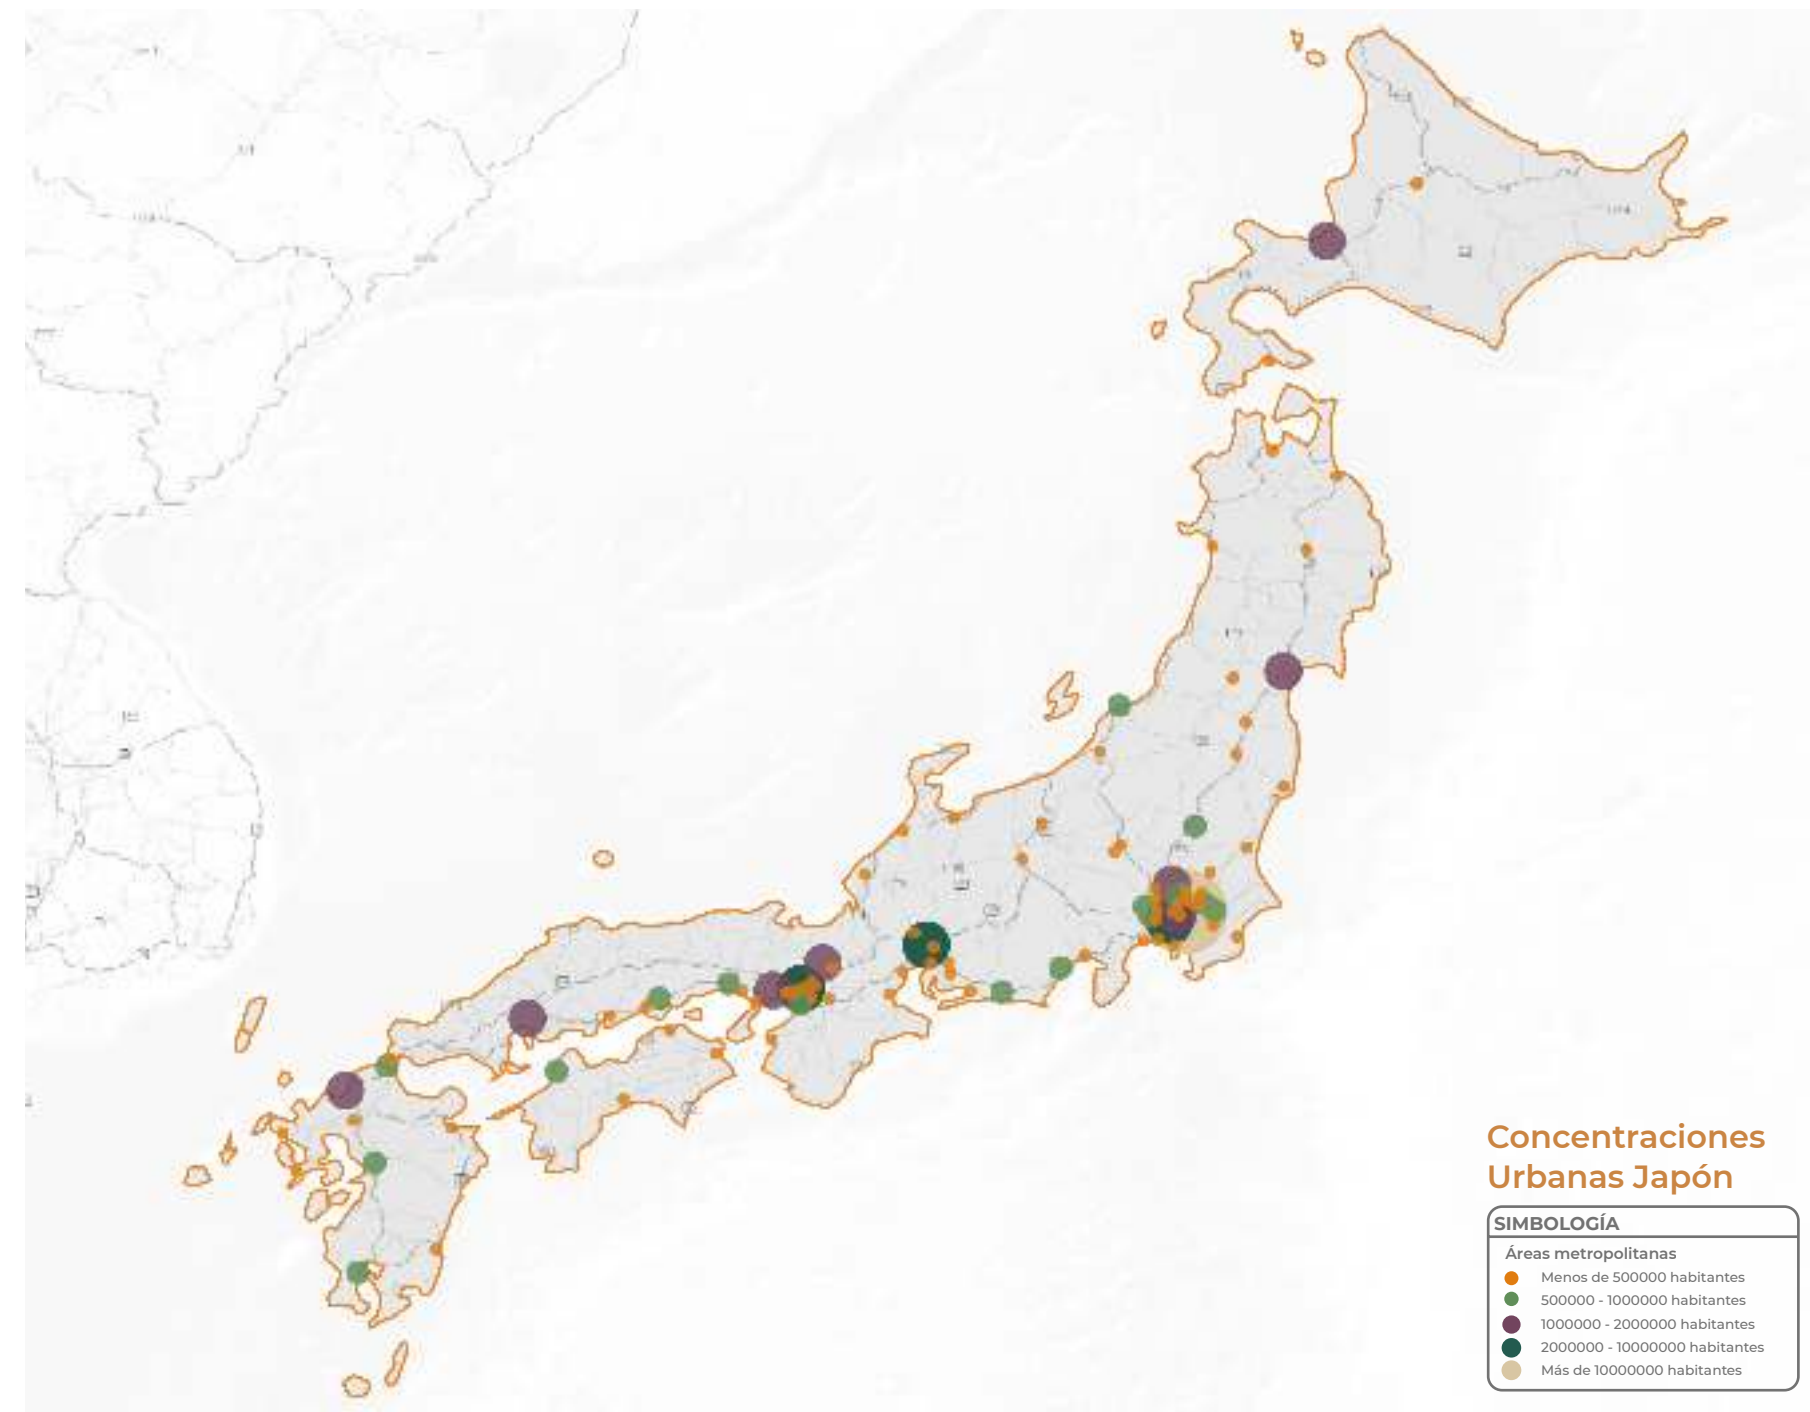 Concentraciones
Urbanas Japón
SIMBOLOGÍA
Áreas metropolitanas
Menos de 500000 habitantes
500000 - 1000000 habitantes
1000000 - 2000000 habitantes
2000000 - 10000000 habitantes
Más de 10000000 habitantes